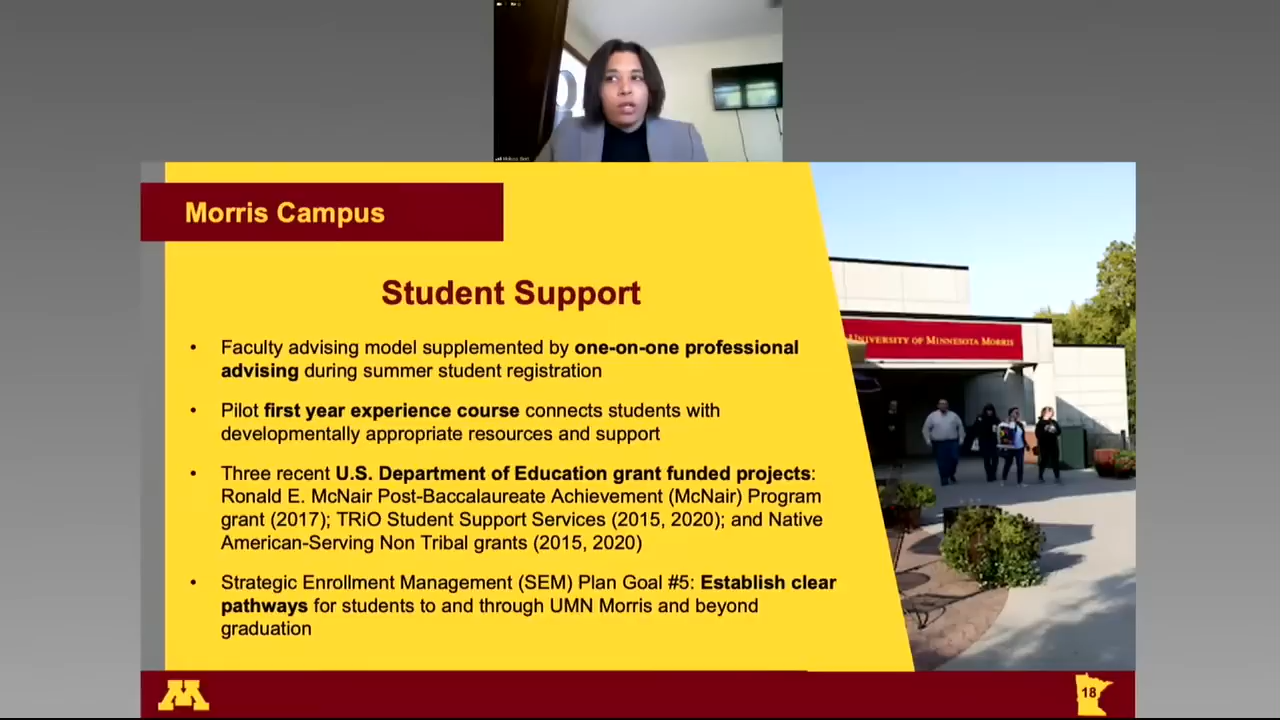 Morris Campus
Student Support
• Faculty advising model supplemented by one-on-one professional
advising during summer student registration
• Pilot first year experience course connects students with
developmentally appropriate resources and support
• Three recent U.S. Department of Education grant funded projects:
Ronald E. McNair Post-Baccalaureate Achievement (McNair) Program
grant (2017); TRiO Student Support Services (2015, 2020); and Native
American-Serving Non Tribal grants (2015, 2020)
• Strategic Enrollment Management (SEM) Plan Goal #5: Establish clear
pathways for students to and through UMN Morris and beyond
graduation
UNIVERSITY OF MINNESOTA MORRIS
M
18